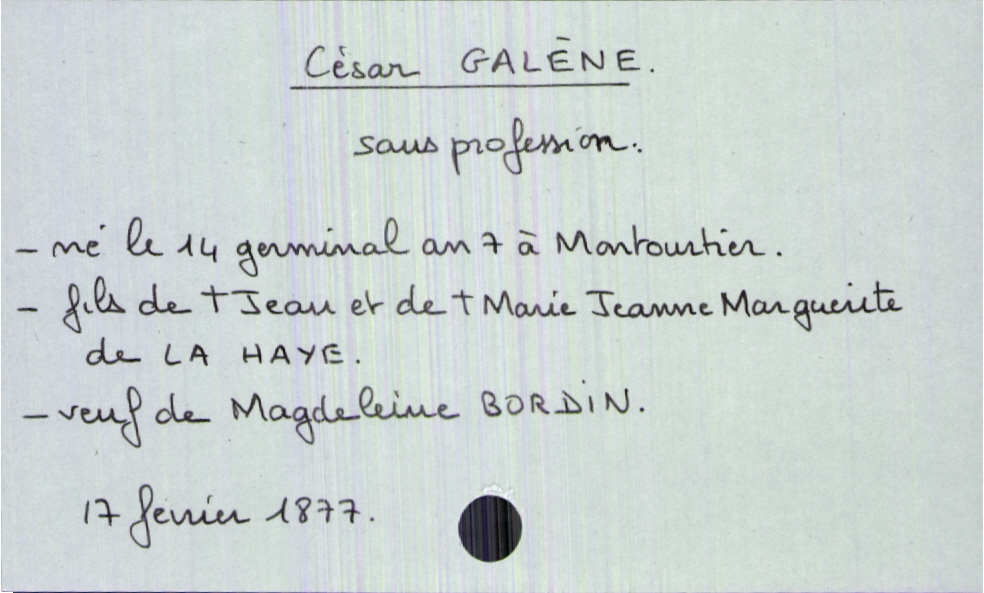 César GALÈNE.
sans profession.
- né le 14 germinal an 7 à Montourtier.
- fils de † Jean et de † Marie Jeanne Marguerite
de LA HAYE.
- veuf de Magdeleine BORDIN.
17 fevrier 1877.